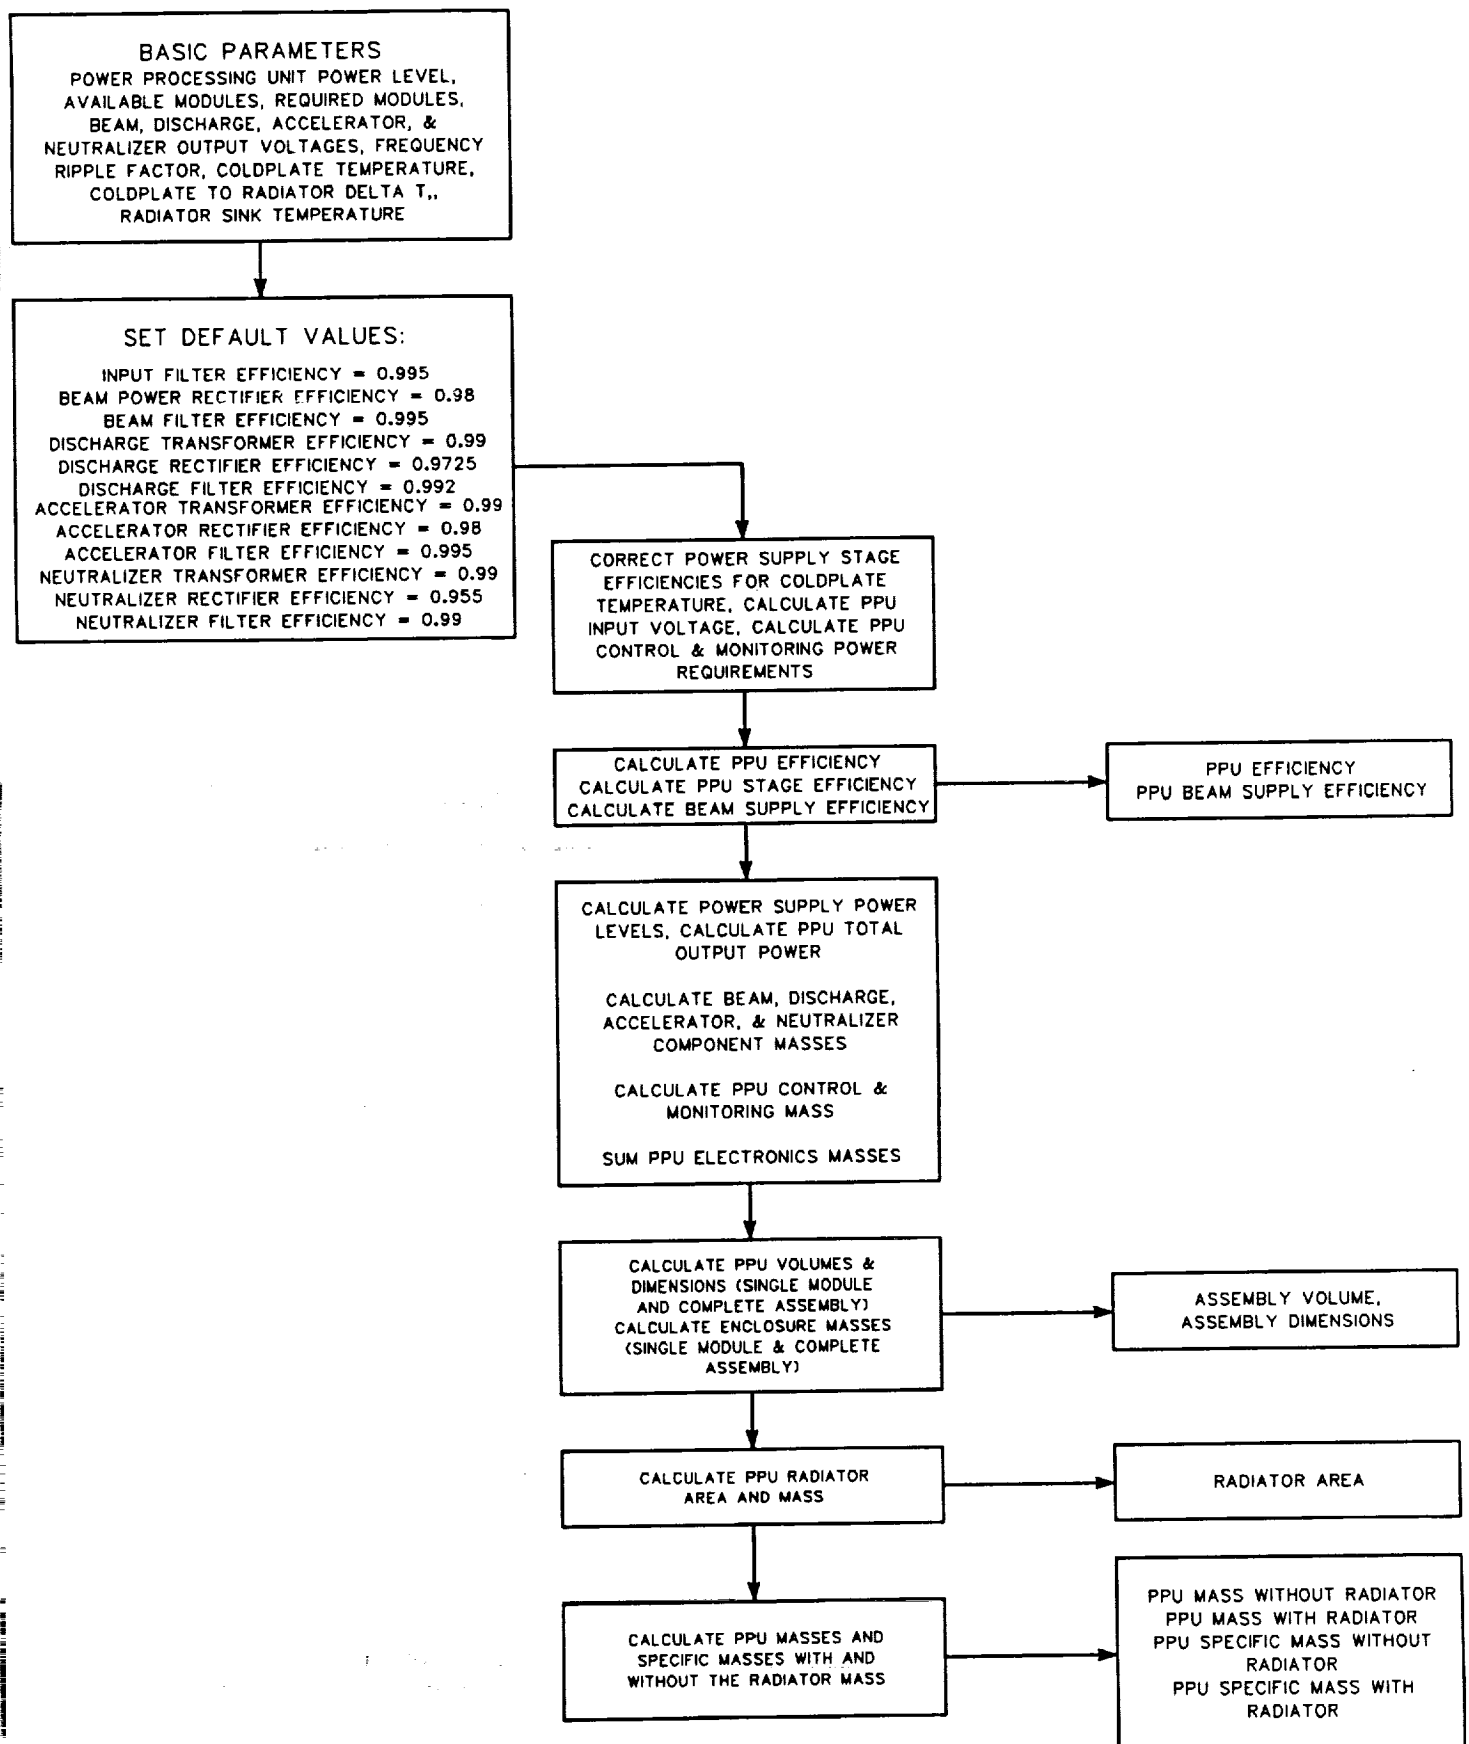 BASIC PARAMETERS
POWER PROCESSING UNIT POWER LEVEL,
AVAILABLE MODULES, REQUIRED MODULES,
BEAM, DISCHARGE, ACCELERATOR, &
NEUTRALIZER OUTPUT VOLTAGES, FREQUENCY
RIPPLE FACTOR, COLDPLATE TEMPERATURE,
COLDPLATE TO RADIATOR DELTA T,,
RADIATOR SINK TEMPERATURE
SET DEFAULT VALUES:
INPUT FILTER EFFICIENCY = 0.995
BEAM POWER RECTIFIER EFFICIENCY = 0.98
BEAM FILTER EFFICIENCY = 0.995
DISCHARGE TRANSFORMER EFFICIENCY = 0.99
DISCHARGE RECTIFIER EFFICIENCY = 0.9725
DISCHARGE FILTER EFFICIENCY = 0.992
ACCELERATOR TRANSFORMER EFFICIENCY = 0.99
ACCELERATOR RECTIFIER EFFICIENCY = 0.98
ACCELERATOR FILTER EFFICIENCY = 0.995
NEUTRALIZER TRANSFORMER EFFICIENCY = 0.99
NEUTRALIZER RECTIFIER EFFICIENCY = 0.955
NEUTRALIZER FILTER EFFICIENCY = 0.99
CORRECT POWER SUPPLY STAGE
EFFICIENCIES FOR COLDPLATE
TEMPERATURE, CALCULATE PPU
INPUT VOLTAGE, CALCULATE PPU
CONTROL & MONITORING POWER
REQUIREMENTS
CALCULATE PPU EFFICIENCY
CALCULATE PPU STAGE EFFICIENCY
CALCULATE BEAM SUPPLY EFFICIENCY
PPU EFFICIENCY
PPU BEAM SUPPLY EFFICIENCY
CALCULATE POWER SUPPLY POWER
LEVELS, CALCULATE PPU TOTAL
OUTPUT POWER
CALCULATE BEAM, DISCHARGE,
ACCELERATOR, & NEUTRALIZER
COMPONENT MASSES
CALCULATE PPU CONTROL &
MONITORING MASS
SUM PPU ELECTRONICS MASSES
CALCULATE PPU VOLUMES &
DIMENSIONS (SINGLE MODULE
AND COMPLETE ASSEMBLY)
CALCULATE ENCLOSURE MASSES
(SINGLE MODULE & COMPLETE
ASSEMBLY)
ASSEMBLY VOLUME,
ASSEMBLY DIMENSIONS
CALCULATE PPU RADIATOR
AREA AND MASS
RADIATOR AREA
CALCULATE PPU MASSES AND
SPECIFIC MASSES WITH AND
WITHOUT THE RADIATOR MASS
PPU MASS WITHOUT RADIATOR
PPU MASS WITH RADIATOR
PPU SPECIFIC MASS WITHOUT
RADIATOR
PPU SPECIFIC MASS WITH
RADIATOR